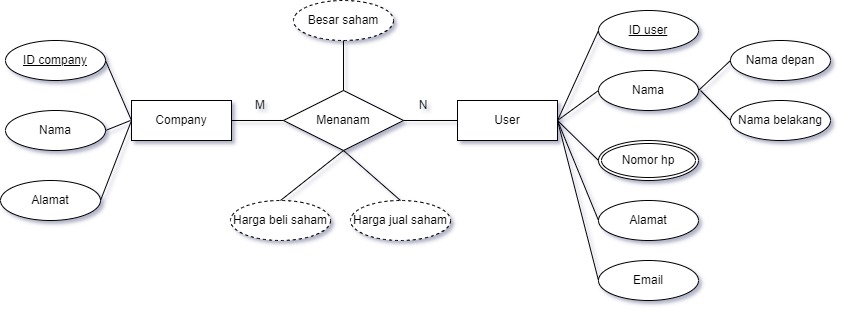 Besar saham
ID user
ID company
Nama
Nama depan
Nama belakang
M
N
Company
Menanam
User
Nama
Nomor hp
Alamat
Harga beli saham
Harga jual saham
Alamat
Email